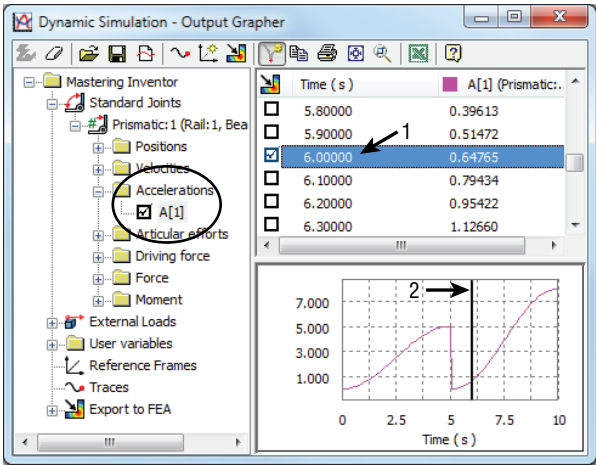 Dynamic Simulation - Output Grapher
Mastering Inventor
Standard Joints
Prismatic:1 (Rail:1, Bea
Positions
Velocities
Accelerations
A[1]
Articular efforts
Driving force
Force
Moment
External Loads
User variables
Reference Frames
Traces
Export to FEA
Time ( s ) A[1] (Prismatic:..
5.80000 0.39613
5.90000 0.51472
1
6.00000 0.64765
6.10000 0.79434
6.20000 0.95422
6.30000 1.12660
2
7.000
5.000
3.000
1.000
0 2.5 5 7.5 10
Time ( s )